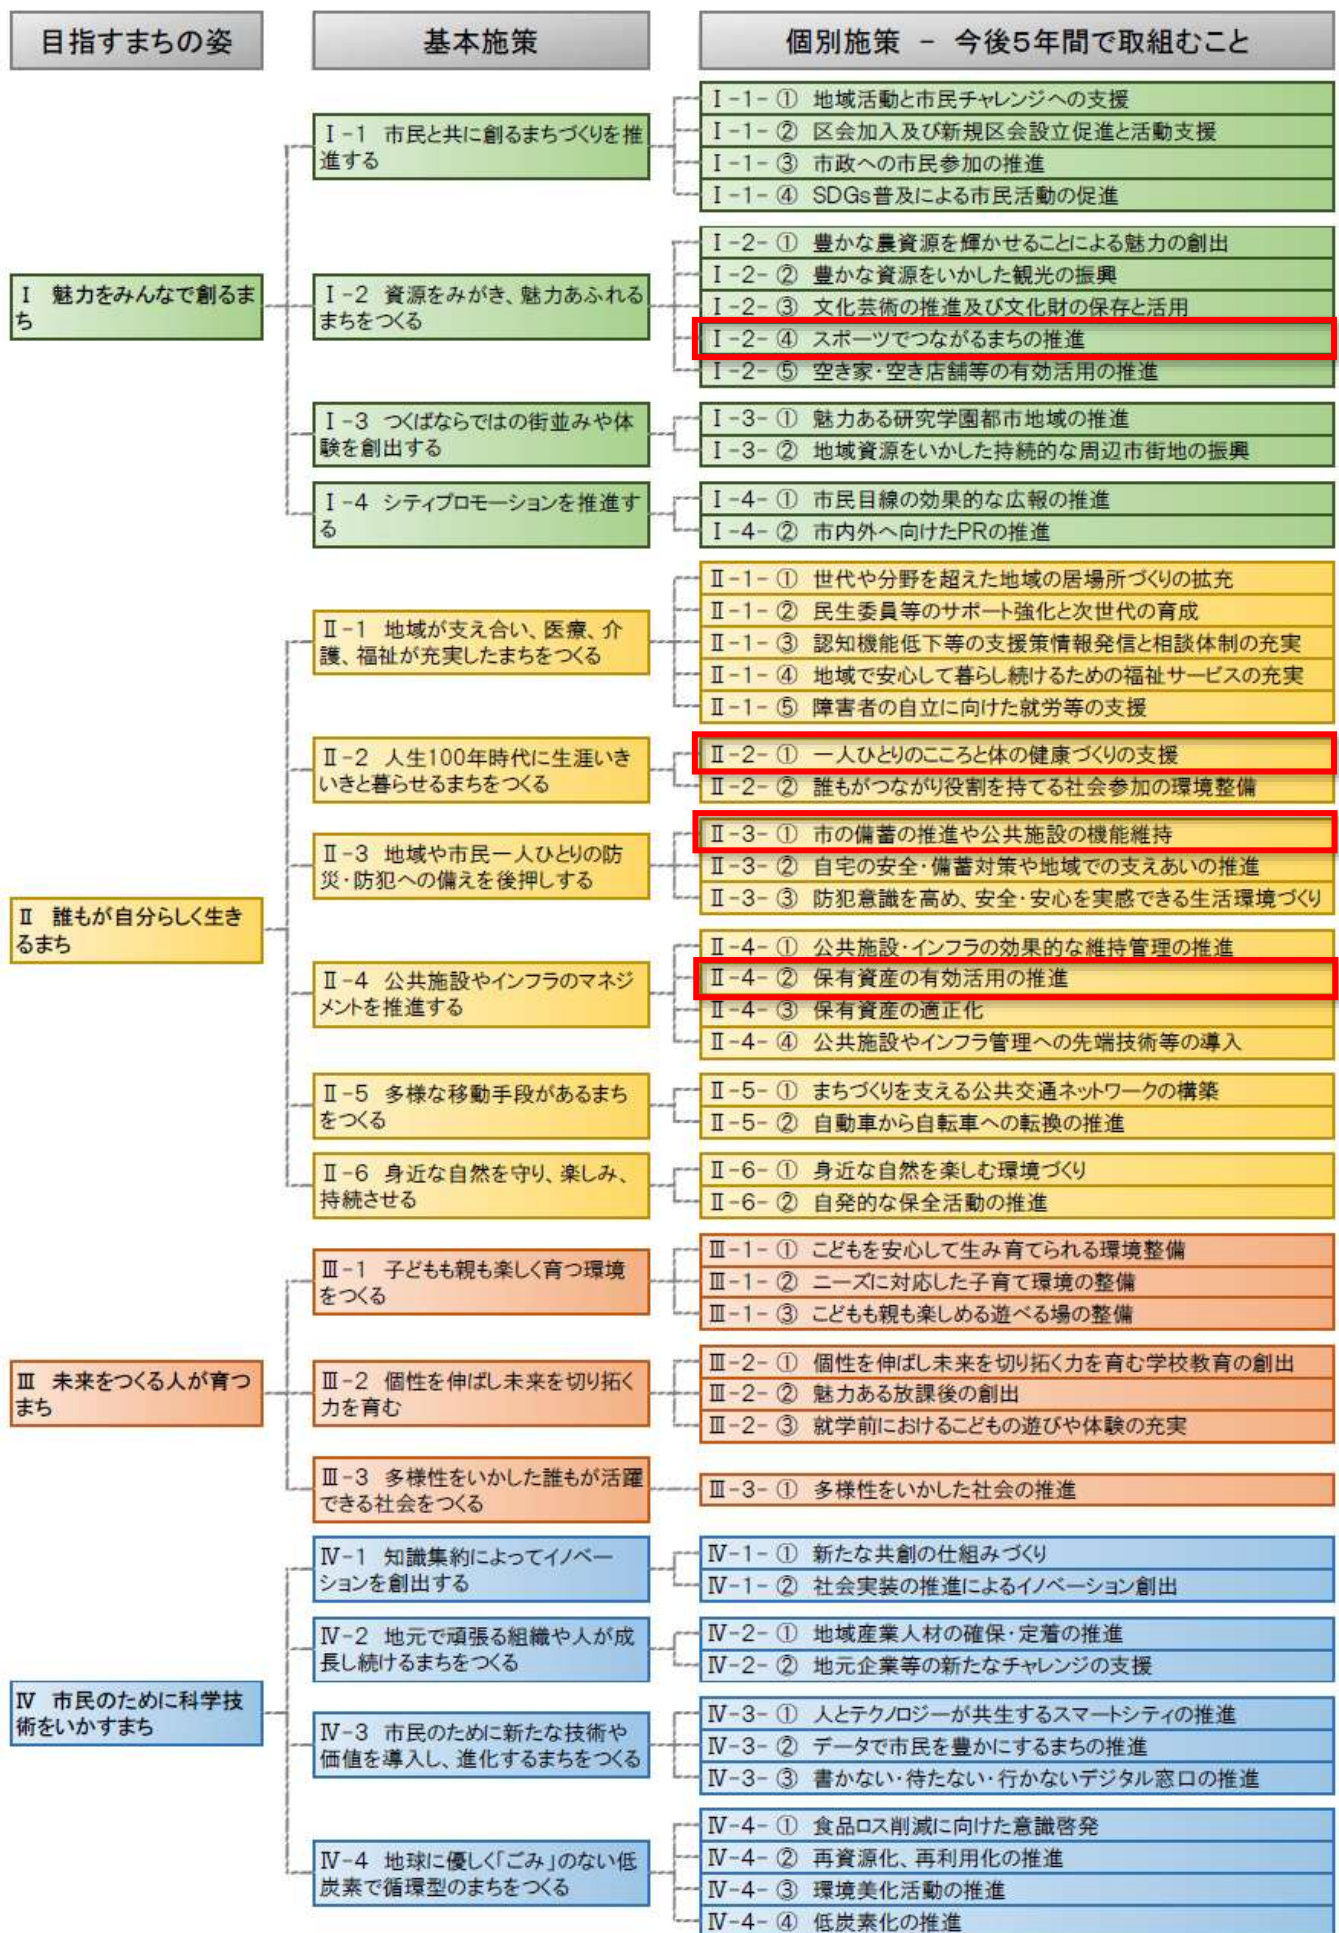 目指すまちの姿
基本施策
個別施策 － 今後5年間で取組むこと
Ⅰ 魅力をみんなで創るま
ち
Ⅰ-1 市民と共に創るまちづくりを推
進する
Ⅰ-1-① 地域活動と市民チャレンジへの支援
Ⅰ-1-② 区会加入及び新規区会設立促進と活動支援
Ⅰ-1-③ 市政への市民参加の推進
Ⅰ-1-④ SDGs普及による市民活動の促進
Ⅰ-2 資源をみがき、魅力あふれる
まちをつくる
Ⅰ-2-① 豊かな農資源を輝かせることによる魅力の創出
Ⅰ-2-② 豊かな資源をいかした観光の振興
Ⅰ-2-③ 文化芸術の推進及び文化財の保存と活用
Ⅰ-2-④ スポーツでつながるまちの推進
Ⅰ-2-⑤ 空き家・空き店舗等の有効活用の推進
Ⅰ-3 つくばならではの街並みや体
験を創出する
Ⅰ-3-① 魅力ある研究学園都市地域の推進
Ⅰ-3-② 地域資源をいかした持続的な周辺市街地の振興
Ⅰ-4 シティプロモーションを推進す
る
Ⅰ-4-① 市民目線の効果的な広報の推進
Ⅰ-4-② 市内外へ向けたPRの推進
Ⅱ 誰もが自分らしく生き
るまち
Ⅱ-1 地域が支え合い、医療、介
護、福祉が充実したまちをつくる
Ⅱ-1-① 世代や分野を超えた地域の居場所づくりの拡充
Ⅱ-1-② 民生委員等のサポート強化と次世代の育成
Ⅱ-1-③ 認知機能低下等の支援策情報発信と相談体制の充実
Ⅱ-1-④ 地域で安心して暮らし続けるための福祉サービスの充実
Ⅱ-1-⑤ 障害者の自立に向けた就労等の支援
Ⅱ-2 人生100年時代に生涯いき
いきと暮らせるまちをつくる
Ⅱ-2-① 一人ひとりのこころと体の健康づくりの支援
Ⅱ-2-② 誰もがつながり役割を持てる社会参加の環境整備
Ⅱ-3 地域や市民一人ひとりの防
災・防犯への備えを後押しする
Ⅱ-3-① 市の備蓄の推進や公共施設の機能維持
Ⅱ-3-② 自宅の安全・備蓄対策や地域での支えあいの推進
Ⅱ-3-③ 防犯意識を高め、安全・安心を実感できる生活環境づくり
Ⅱ-4 公共施設やインフラのマネジ
メントを推進する
Ⅱ-4-① 公共施設・インフラの効果的な維持管理の推進
Ⅱ-4-② 保有資産の有効活用の推進
Ⅱ-4-③ 保有資産の適正化
Ⅱ-4-④ 公共施設やインフラ管理への先端技術等の導入
Ⅱ-5 多様な移動手段があるまち
をつくる
Ⅱ-5-① まちづくりを支える公共交通ネットワークの構築
Ⅱ-5-② 自動車から自転車への転換の推進
Ⅱ-6 身近な自然を守り、楽しみ、
持続させる
Ⅱ-6-① 身近な自然を楽しむ環境づくり
Ⅱ-6-② 自発的な保全活動の推進
Ⅲ 未来をつくる人が育つ
まち
Ⅲ-1 子どもも親も楽しく育つ環境
をつくる
Ⅲ-1-① こどもを安心して生み育てられる環境整備
Ⅲ-1-② ニーズに対応した子育て環境の整備
Ⅲ-1-③ こどもも親も楽しめる遊べる場の整備
Ⅲ-2 個性を伸ばし未来を切り拓く
力を育む
Ⅲ-2-① 個性を伸ばし未来を切り拓く力を育む学校教育の創出
Ⅲ-2-② 魅力ある放課後の創出
Ⅲ-2-③ 就学前におけるこどもの遊びや体験の充実
Ⅲ-3 多様性をいかした誰もが活躍
できる社会をつくる
Ⅲ-3-① 多様性をいかした社会の推進
Ⅳ 市民のために科学技
術をいかすまち
Ⅳ-1 知識集約によってイノベー
ションを創出する
Ⅳ-1-① 新たな共創の仕組みづくり
Ⅳ-1-② 社会実装の推進によるイノベーション創出
Ⅳ-2 地元で頑張る組織や人が成
長し続けるまちをつくる
Ⅳ-2-① 地域産業人材の確保・定着の推進
Ⅳ-2-② 地元企業等の新たなチャレンジの支援
Ⅳ-3 市民のために新たな技術や
価値を導入し、進化するまちをつくる
Ⅳ-3-① 人とテクノロジーが共生するスマートシティの推進
Ⅳ-3-② データで市民を豊かにするまちの推進
Ⅳ-3-③ 書かない・待たない・行かないデジタル窓口の推進
Ⅳ-4 地球に優しく「ごみ」のない低
炭素で循環型のまちをつくる
Ⅳ-4-① 食品ロス削減に向けた意識啓発
Ⅳ-4-② 再資源化、再利用化の推進
Ⅳ-4-③ 環境美化活動の推進
Ⅳ-4-④ 低炭素化の推進